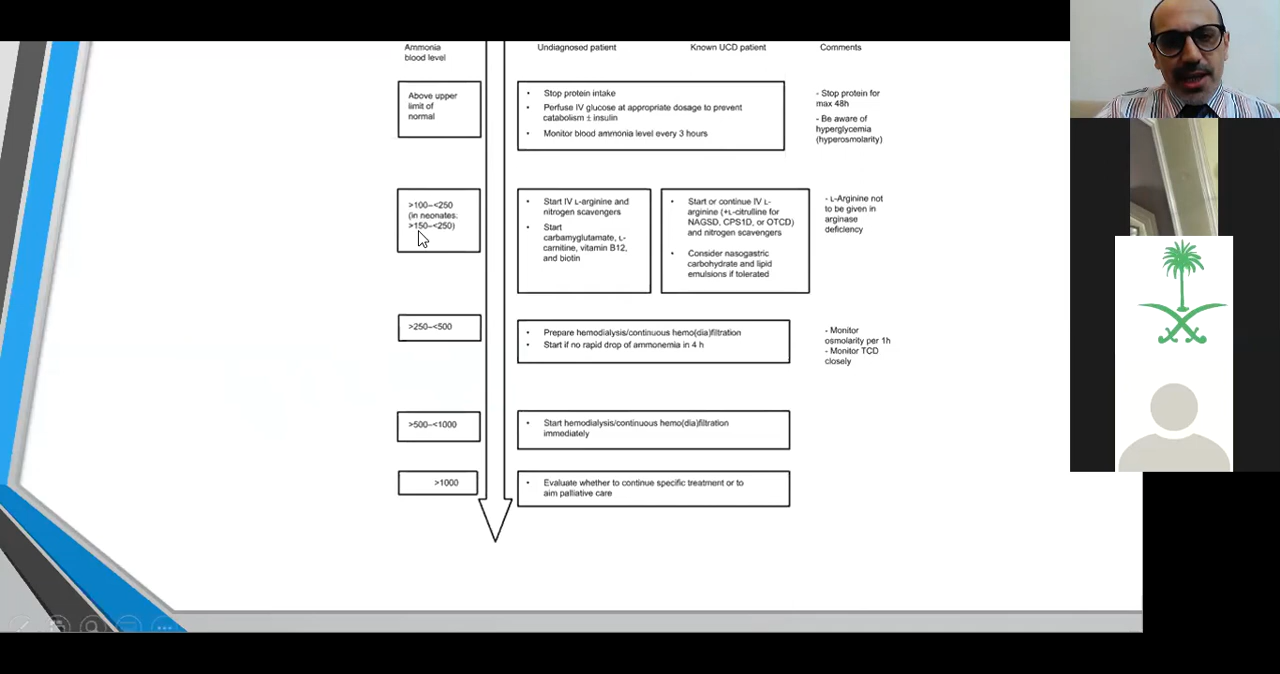 Ammonia
blood level
Undiagnosed patient
Known UCD patient
Comments
Above upper
limit of
normal
• Stop protein intake
• Perfuse IV glucose at appropriate dosage to prevent
catabolism ± insulin
• Monitor blood ammonia level every 3 hours
- Stop protein for
max 48h
- Be aware of
hyperglycemia
(hyperosmolarity)
>100–<250
(in neonates:
>150–<250)
• Start IV L-arginine and
nitrogen scavengers
• Start
carbamyglutamate, L-
carnitine, vitamin B12,
and biotin
• Start or continue IV L-
arginine (+L-citrulline for
NAGSD, CPS1D, or OTCD)
and nitrogen scavengers
• Consider nasogastric
carbohydrate and lipid
emulsions if tolerated
- L-Arginine not
to be given in
arginase
deficiency
>250–<500
• Prepare hemodialysis/continuous hemo(dia)filtration
• Start if no rapid drop of ammonemia in 4 h
- Monitor
osmolarity per 1h
- Monitor TCD
closely
>500–<1000
• Start hemodialysis/continuous hemo(dia)filtration
immediately
>1000
• Evaluate whether to continue specific treatment or to
aim palliative care